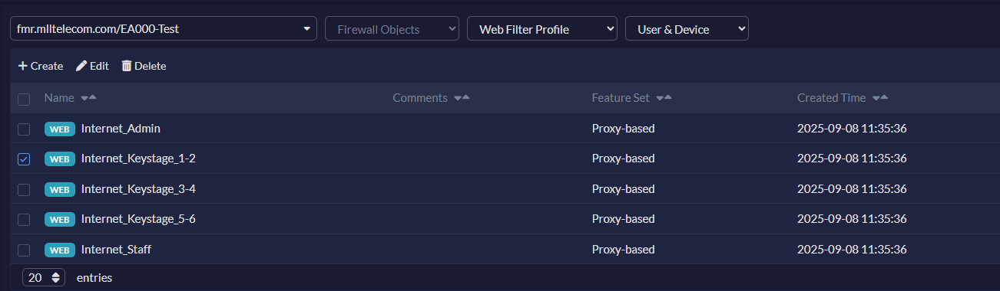 fmr.mlltelecom.com/EA000-Test Firewall Objects Web Filter Profile User & Device
Create Edit Delete
Name Comments Feature Set Created Time
WEB Internet_Admin Proxy-based 2025-09-08 11:35:36
WEB Internet_Keystage_1-2 Proxy-based 2025-09-08 11:35:36
WEB Internet_Keystage_3-4 Proxy-based 2025-09-08 11:35:36
WEB Internet_Keystage_5-6 Proxy-based 2025-09-08 11:35:36
WEB Internet_Staff Proxy-based 2025-09-08 11:35:36
20 entries